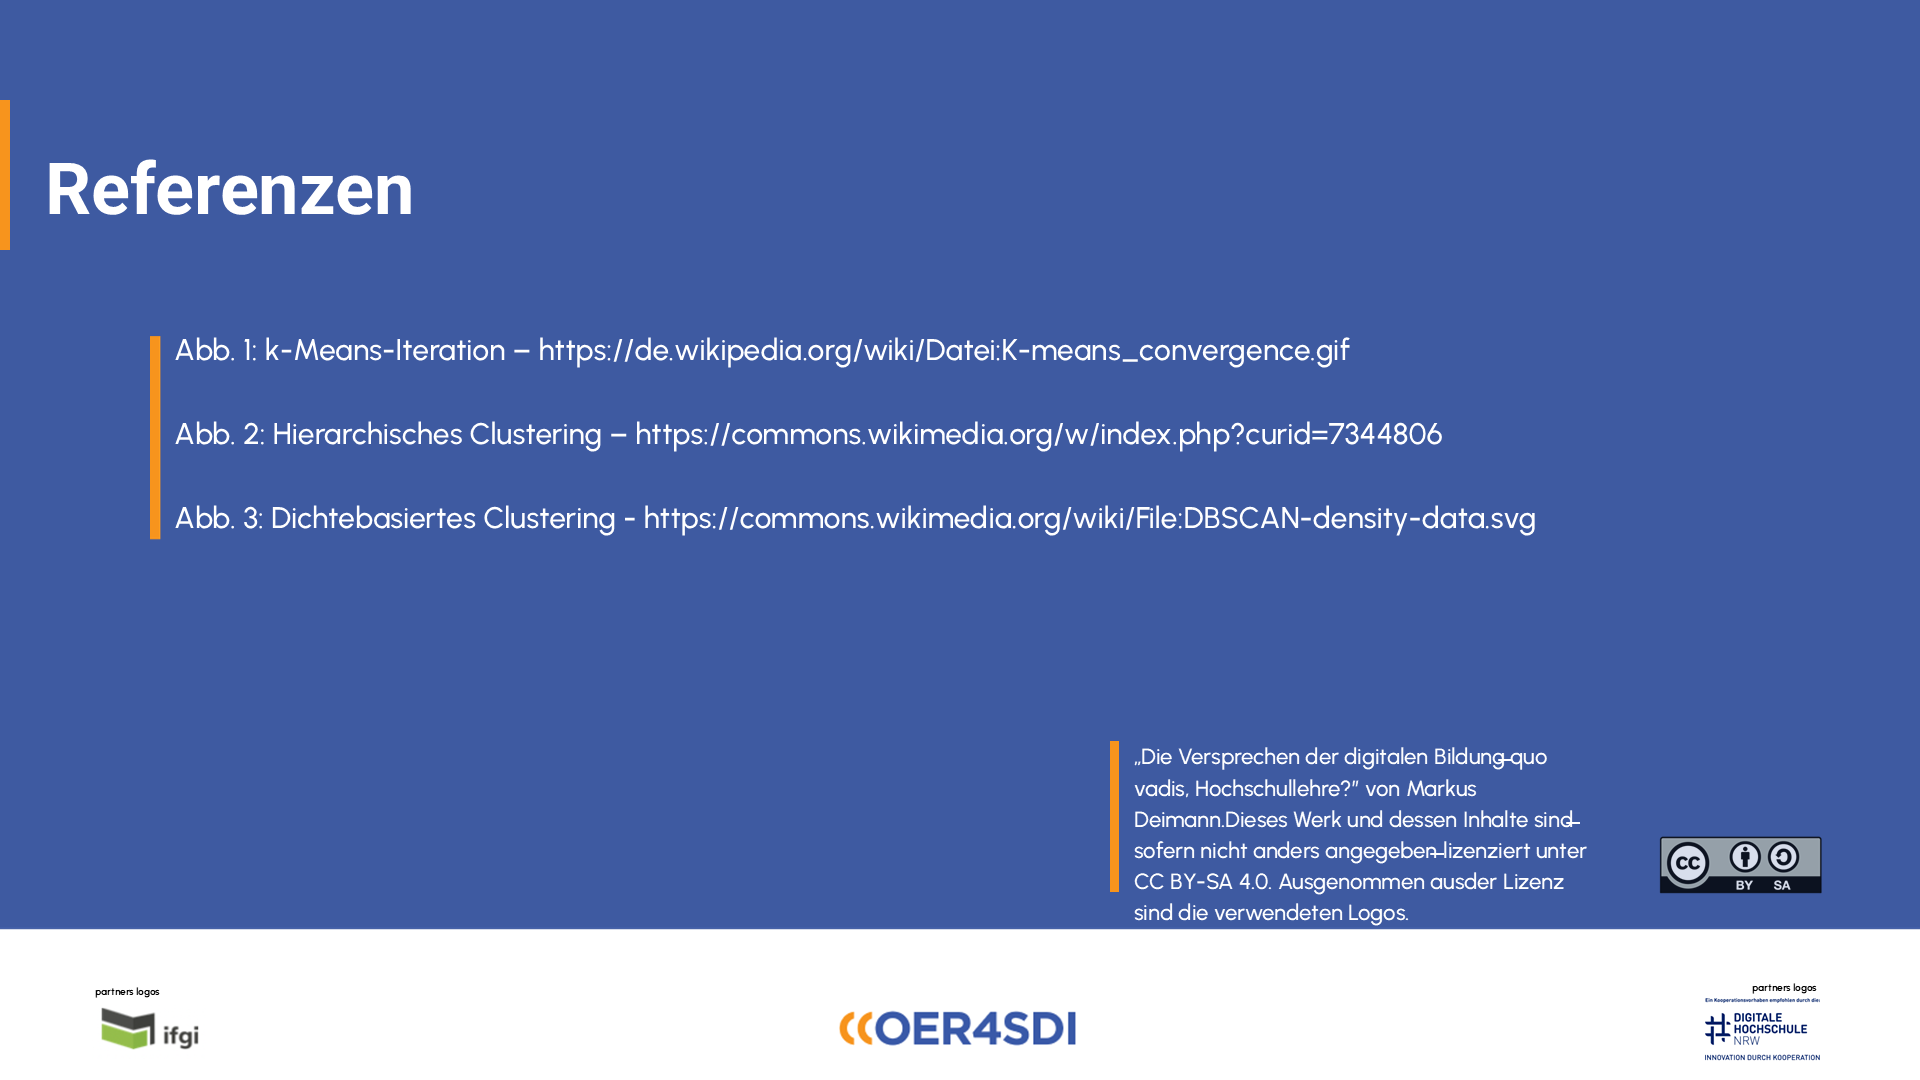 Referenzen
Abb. 1: k-Means-Iteration – https://de.wikipedia.org/wiki/Datei:K-means_convergence.gif
Abb. 2: Hierarchisches Clustering – https://commons.wikimedia.org/w/index.php?curid=7344806
Abb. 3: Dichtebasiertes Clustering - https://commons.wikimedia.org/wiki/File:DBSCAN-density-data.svg
„Die Versprechen der digitalen Bildung–quo
vadis, Hochschullehre?” von Markus
Deimann.Dieses Werk und dessen Inhalte sind–
sofern nicht anders angegeben–lizenziert unter
CC BY-SA 4.0. Ausgenommen ausder Lizenz
sind die verwendeten Logos.
cc
BY SA
partners logos
ifgi
OER4SDI
partners logos
Ein Kooperationsvorhaben empfohlen durch die:
DIGITALE
HOCHSCHULE
NRW
INNOVATION DURCH KOOPERATION